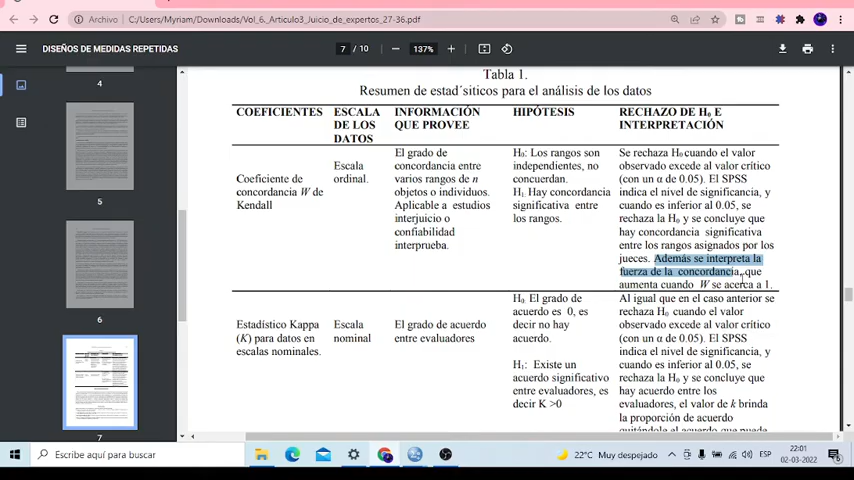 Archivo
C:/Users/Myriam/Downloads/Vol_6._Articulo3_Juicio_de_expertos_27-36.pdf
DISEÑOS DE MEDIDAS REPETIDAS
7 / 10
137%
4
5
6
7
Tabla 1.
Resumen de estad´siticos para el análisis de los datos
COEFICIENTES
ESCALA
DE LOS
DATOS
INFORMACIÓN
QUE PROVEE
HIPÓTESIS
RECHAZO DE H0 E
INTERPRETACIÓN
Coeficiente de
concordancia W de
Kendall
Escala
ordinal.
El grado de
concordancia entre
varios rangos de n
objetos o individuos.
Aplicable a estudios
interjuicio o
confiabilidad
interprueba.
H0: Los rangos son
independientes, no
concuerdan.
H1: Hay concordancia
significativa entre
los rangos.
Se rechaza H0 cuando el valor
observado excede al valor crítico
(con un α de 0.05). El SPSS
indica el nivel de significancia, y
cuando es inferior al 0.05, se
rechaza la H0 y se concluye que
hay concordancia significativa
entre los rangos asignados por los
jueces. Además se interpreta la
fuerza de la concordancia, que
aumenta cuando W se acerca a 1.
Estadístico Kappa
(K) para datos en
escalas nominales.
Escala
nominal
El grado de acuerdo
entre evaluadores
H0 El grado de
acuerdo es 0, es
decir no hay
acuerdo.
H1: Existe un
acuerdo significativo
entre evaluadores, es
decir K >0
Al igual que en el caso anterior se
rechaza H0 cuando el valor
observado excede al valor crítico
(con un α de 0.05). El SPSS
indica el nivel de significancia, y
cuando es inferior al 0.05, se
rechaza la H0 y se concluye que
hay acuerdo entre los
evaluadores, el valor de k brinda
la proporción de acuerdo
quitándole el acuerdo que puede
Escribe aquí para buscar
22°C Muy despejado
ESP
22:01
02-03-2022
5